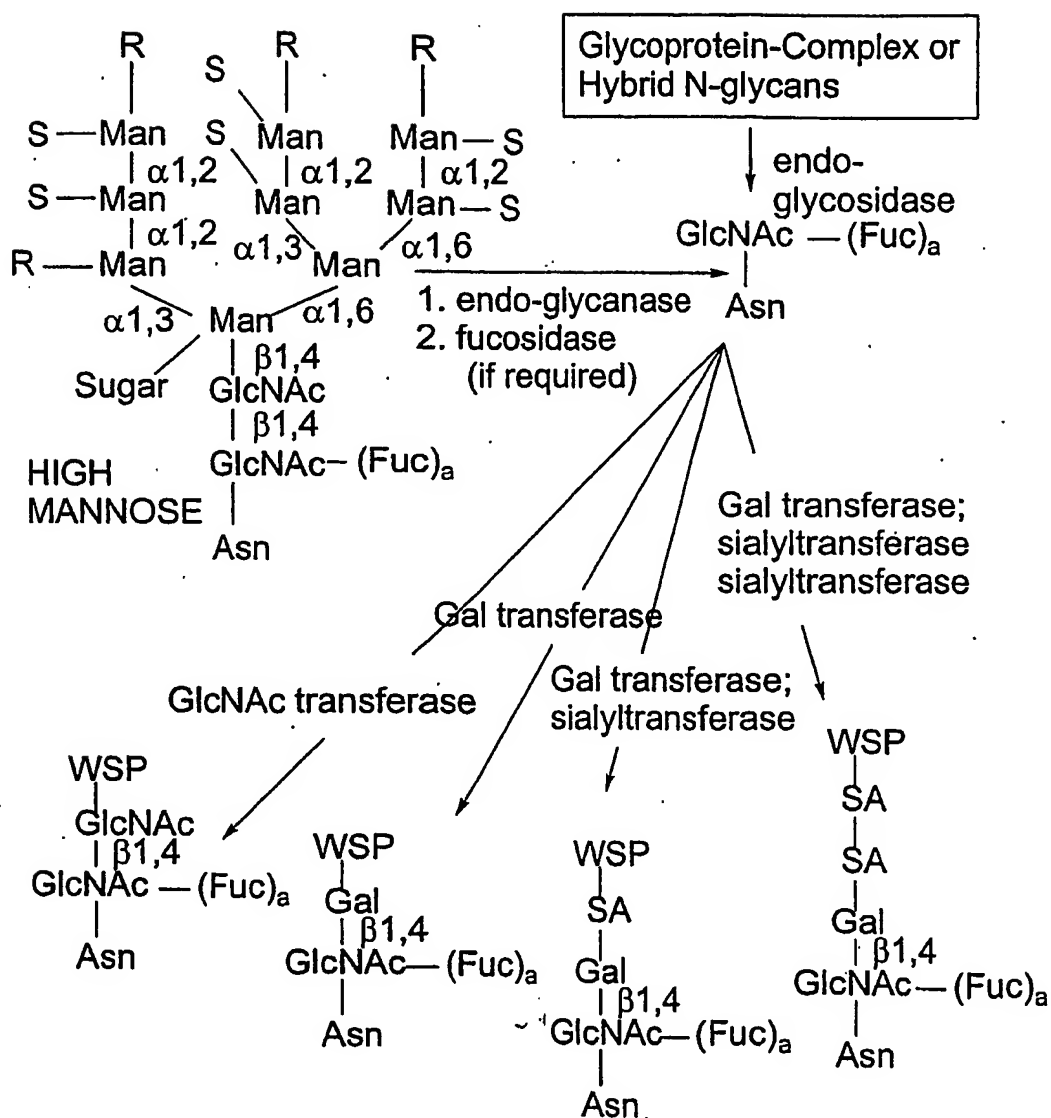 R
R
R
S
Glycoprotein-Complex or
Hybrid N-glycans
S—Man
S
Man
Man—S
α1,2
α1,2
α1,2
endo-
glycosidase
S—Man
Man
Man—S
α1,2
α1,3
α1,6
GlcNAc —(Fuc)a
R—Man
Man
Asn
α1,3
Man
α1,6
1. endo-glycanase
2. fucosidase
(if required)
β1,4
Sugar
GlcNAc
β1,4
GlcNAc—(Fuc)a
HIGH
MANNOSE
Asn
Gal transferase;
sialyltransferase
sialyltransferase
Gal transferase
GlcNAc transferase
Gal transferase;
sialyltransferase
WSP
GlcNAc
β1,4
GlcNAc —(Fuc)a
Asn
WSP
Gal
β1,4
GlcNAc—(Fuc)a
Asn
WSP
SA
Gal
β1,4
GlcNAc—(Fuc)a
Asn
WSP
SA
SA
Gal
β1,4
GlcNAc—(Fuc)a
Asn